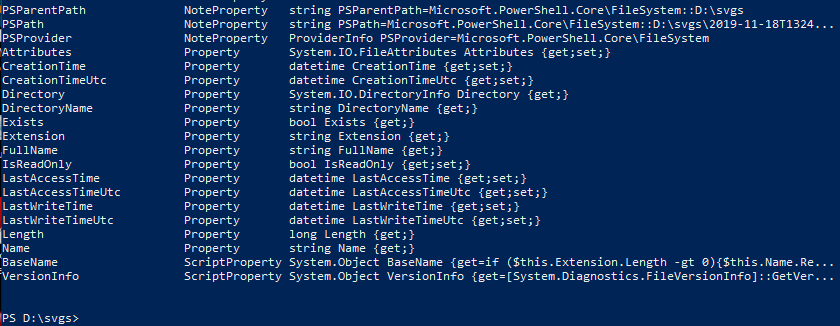 PSParentPath NoteProperty string PSParentPath=Microsoft.PowerShell.Core\FileSystem::D:\svgs
PSPath NoteProperty string PSPath=Microsoft.PowerShell.Core\FileSystem::D:\svgs\2019-11-18T1324...
PSProvider NoteProperty ProviderInfo PSProvider=Microsoft.PowerShell.Core\FileSystem
Attributes Property System.IO.FileAttributes Attributes {get;set;}
CreationTime Property datetime CreationTime {get;set;}
CreationTimeUtc Property datetime CreationTimeUtc {get;set;}
Directory Property System.IO.DirectoryInfo Directory {get;}
DirectoryName Property string DirectoryName {get;}
Exists Property bool Exists {get;}
Extension Property string Extension {get;}
FullName Property string FullName {get;}
IsReadOnly Property bool IsReadOnly {get;set;}
LastAccessTime Property datetime LastAccessTime {get;set;}
LastAccessTimeUtc Property datetime LastAccessTimeUtc {get;set;}
LastWriteTime Property datetime LastWriteTime {get;set;}
LastWriteTimeUtc Property datetime LastWriteTimeUtc {get;set;}
Length Property long Length {get;}
Name Property string Name {get;}
BaseName ScriptProperty System.Object BaseName {get=if ($this.Extension.Length -gt 0){$this.Name.Re...
VersionInfo ScriptProperty System.Object VersionInfo {get=[System.Diagnostics.FileVersionInfo]::GetVer...
PS D:\svgs>